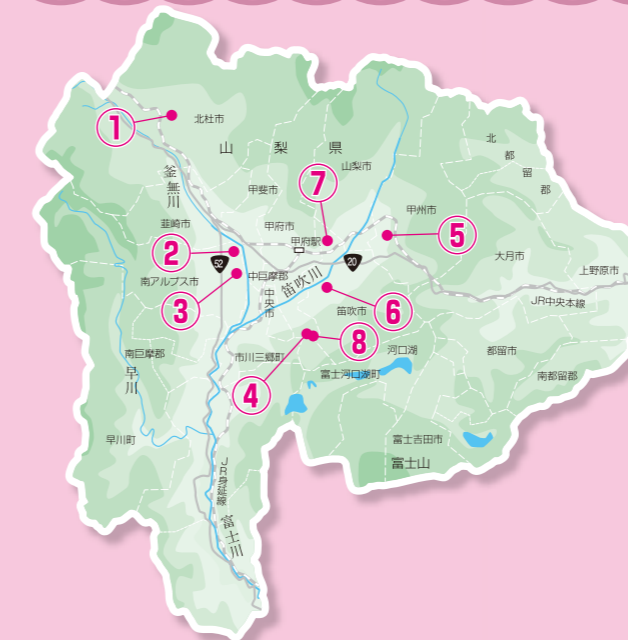 ①
北杜市
山梨県
北都留郡
山梨市
釜無川
⑦
甲斐市
甲州市
韮崎市
甲府市
⑤
②
甲府駅
大月市
52
20
上野原市
南アルプス市
中巨摩郡
笛吹川
JR中央本線
③
中央市
笛吹市
⑥
⑧
南巨摩郡
市川三郷町
河口湖
都留市
早川
④
富士河口湖町
南都留郡
早川町
富士吉田市
富士山
JR身延線
富士川